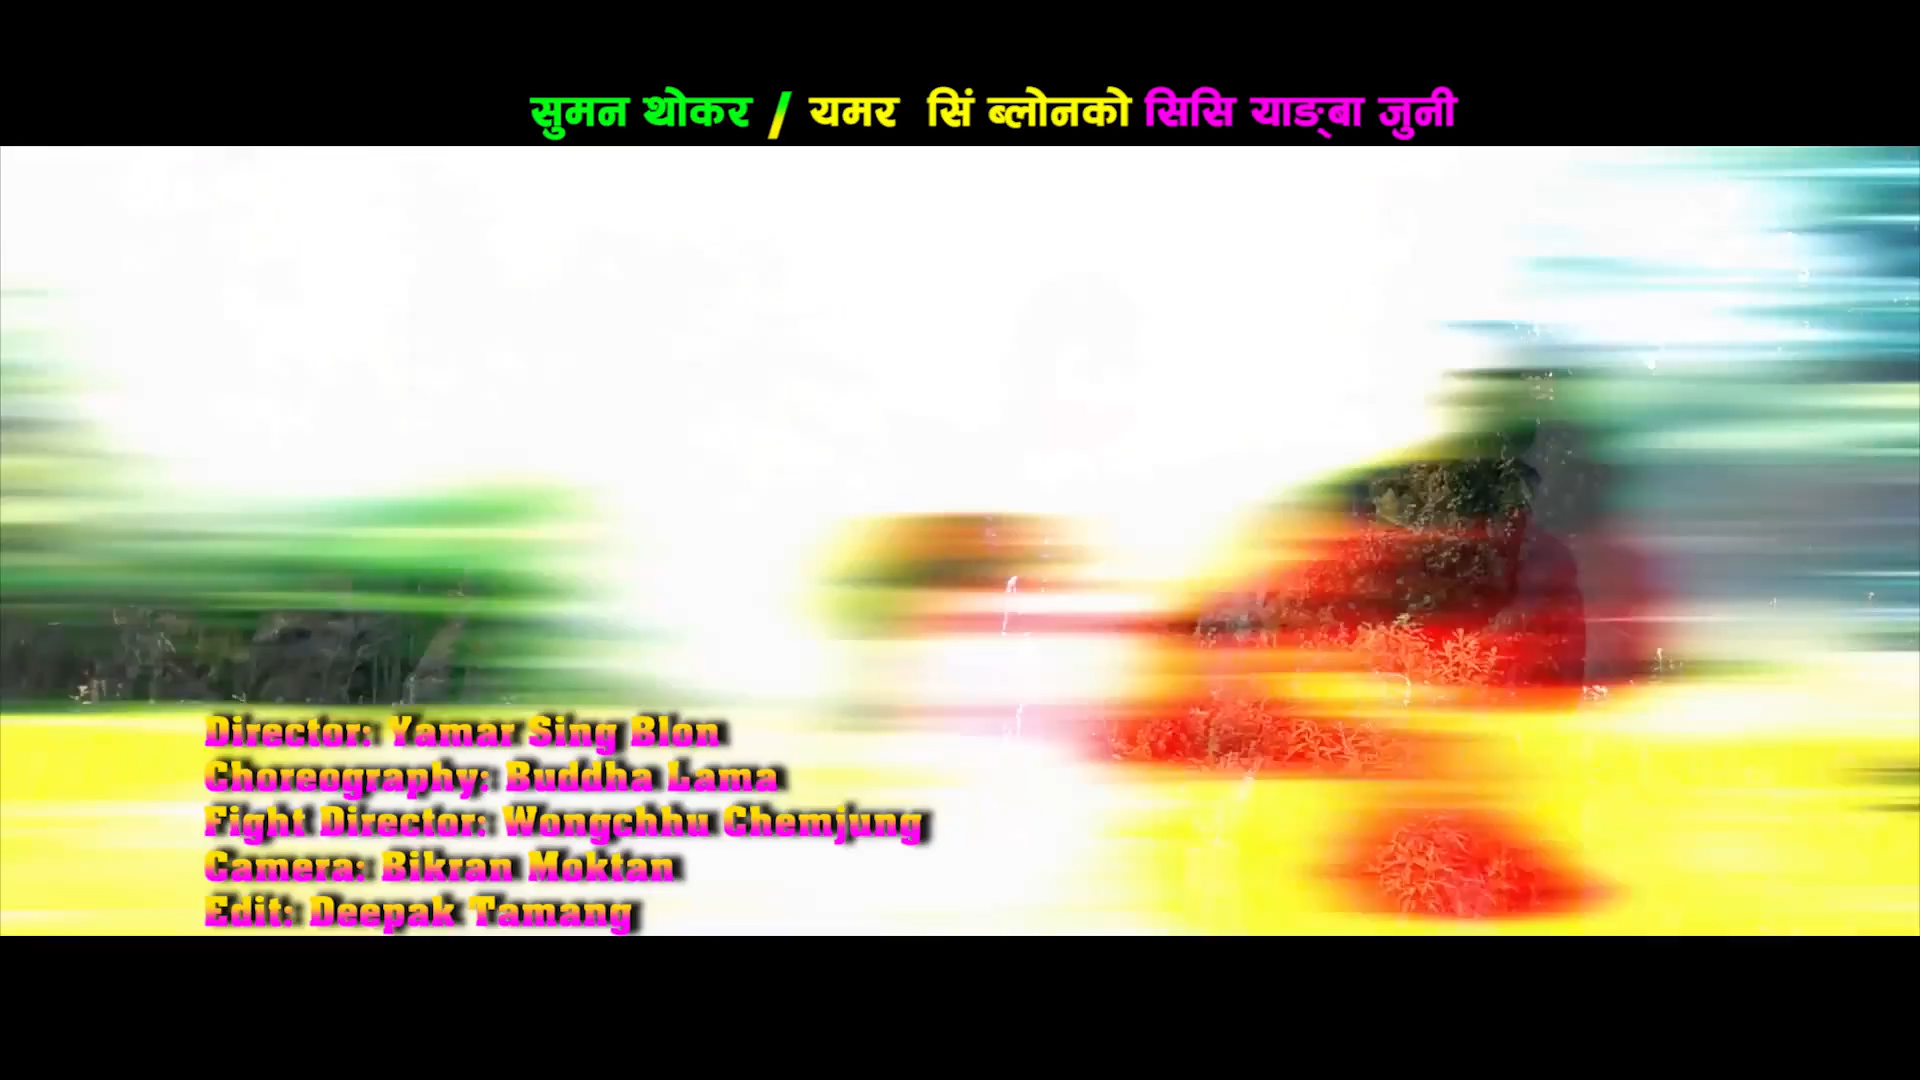 सुमन थोकर / यमर सिं ब्लोनको सिसि याङ्बा जुनी
Director: Yamar Sing Blon
Choreography: Buddha Lama
Fight Director: Wongchhu Chemjung
Camera: Bikran Moktan
Edit: Deepak Tamang